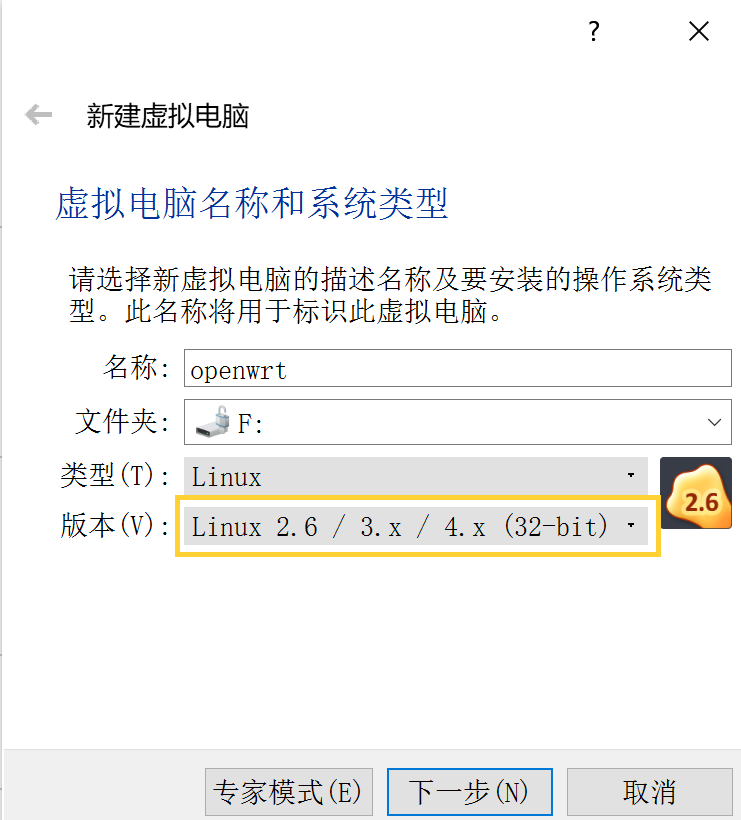 ?
新建虚拟电脑
虚拟电脑名称和系统类型
请选择新虚拟电脑的描述名称及要安装的操作系统类
型。此名称将用于标识此虚拟电脑。
名称: openwrt
文件夹: F:
类型(T): Linux
版本(V): Linux 2.6 / 3.x / 4.x (32-bit)
2.6
专家模式(E) 下一步(N) 取消